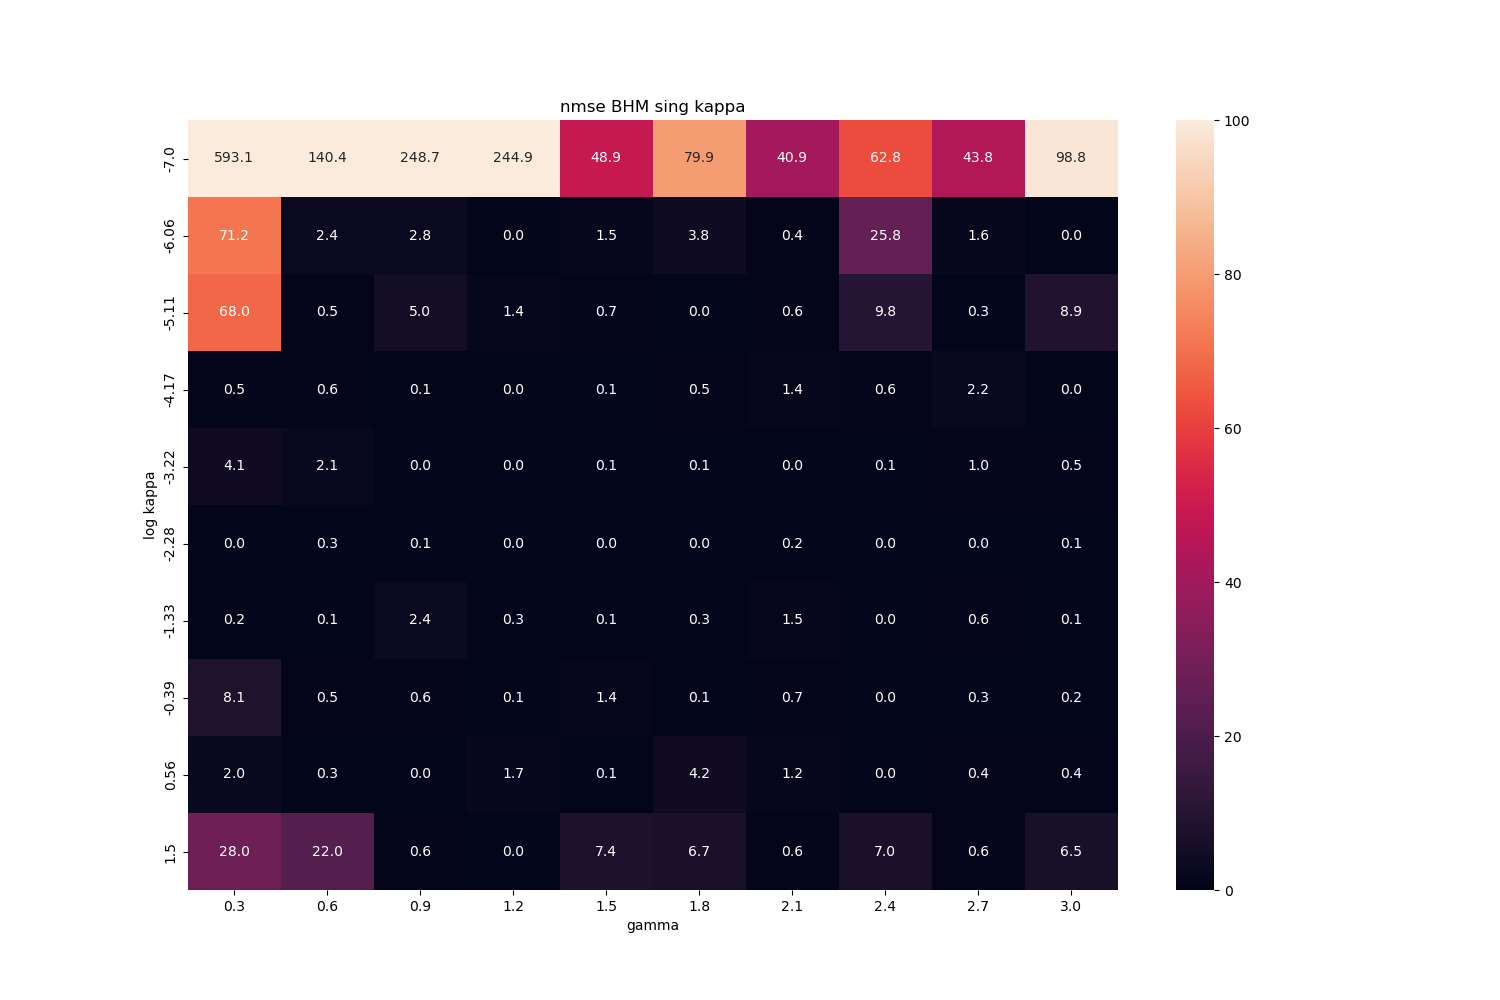 nmse BHM sing kappa
-7.0 593.1 140.4 248.7 244.9 48.9 79.9 40.9 62.8 43.8 98.8
-6.06 71.2 2.4 2.8 0.0 1.5 3.8 0.4 25.8 1.6 0.0
-5.11 68.0 0.5 5.0 1.4 0.7 0.0 0.6 9.8 0.3 8.9
-4.17 0.5 0.6 0.1 0.0 0.1 0.5 1.4 0.6 2.2 0.0
-3.22 4.1 2.1 0.0 0.0 0.1 0.1 0.0 0.1 1.0 0.5
-2.28 0.0 0.3 0.1 0.0 0.0 0.0 0.2 0.0 0.0 0.1
-1.33 0.2 0.1 2.4 0.3 0.1 0.3 1.5 0.0 0.6 0.1
-0.39 8.1 0.5 0.6 0.1 1.4 0.1 0.7 0.0 0.3 0.2
0.56 2.0 0.3 0.0 1.7 0.1 4.2 1.2 0.0 0.4 0.4
1.5 28.0 22.0 0.6 0.0 7.4 6.7 0.6 7.0 0.6 6.5
0.3 0.6 0.9 1.2 1.5 1.8 2.1 2.4 2.7 3.0
gamma
log kappa
100
80
60
40
20
0